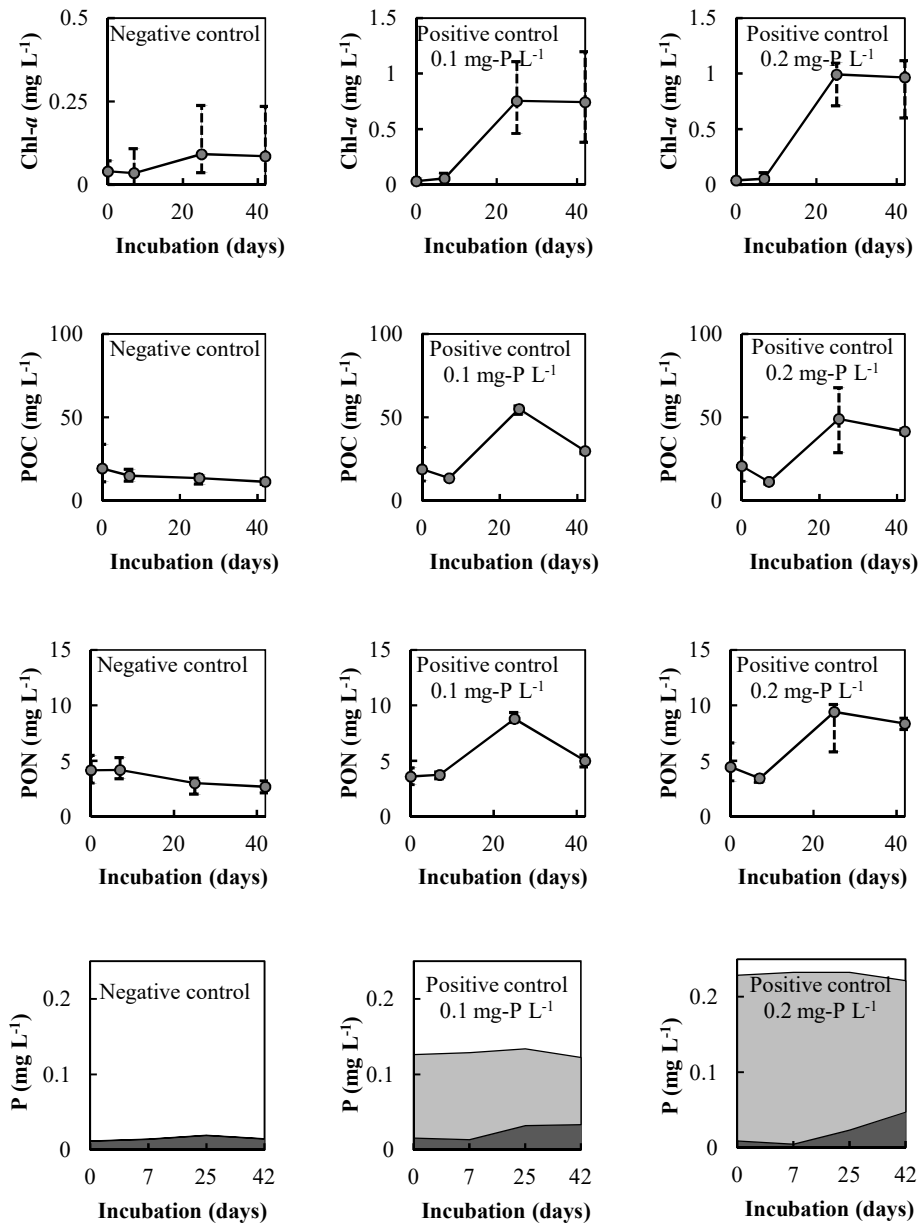 Chl-a (mg L-1)
0.5
0.25
0
Negative control
0 20 40
Incubation (days)
Chl-a (mg L-1)
1.5
1
0.5
0
Positive control
0.1 mg-P L-1
0 20 40
Incubation (days)
Chl-a (mg L-1)
1.5
1
0.5
0
Positive control
0.2 mg-P L-1
0 20 40
Incubation (days)
POC (mg L-1)
100
50
0
Negative control
0 20 40
Incubation (days)
POC (mg L-1)
100
50
0
Positive control
0.1 mg-P L-1
0 20 40
Incubation (days)
POC (mg L-1)
100
50
0
Positive control
0.2 mg-P L-1
0 20 40
Incubation (days)
PON (mg L-1)
15
10
5
0
Negative control
0 20 40
Incubation (days)
PON (mg L-1)
15
10
5
0
Positive control
0.1 mg-P L-1
0 20 40
Incubation (days)
PON (mg L-1)
15
10
5
0
Positive control
0.2 mg-P L-1
0 20 40
Incubation (days)
P (mg L-1)
0.2
0.1
0
Negative control
0 7 25 42
Incubation (days)
P (mg L-1)
0.2
0.1
0
Positive control
0.1 mg-P L-1
0 7 25 42
Incubation (days)
P (mg L-1)
0.2
0.1
0
Positive control
0.2 mg-P L-1
0 7 25 42
Incubation (days)